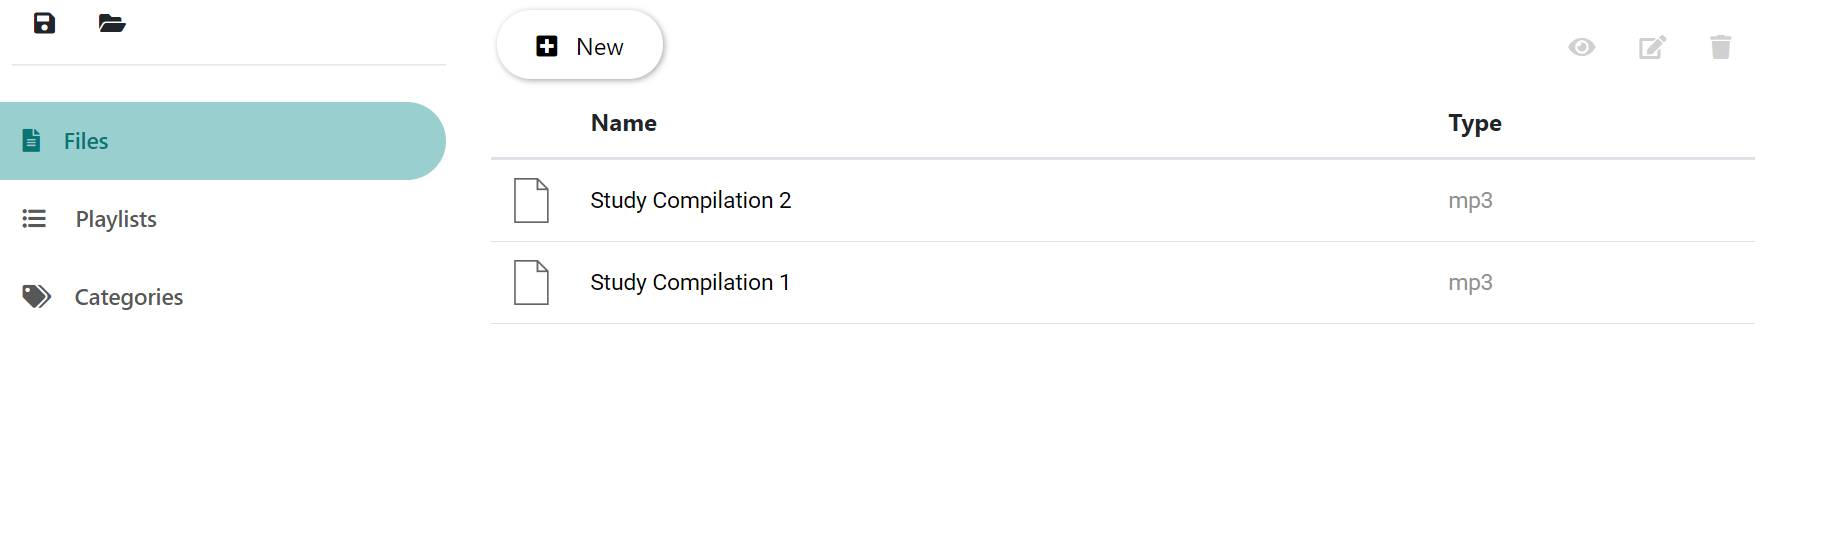 New
Files
Playlists
Categories
Name Type
Study Compilation 2 mp3
Study Compilation 1 mp3